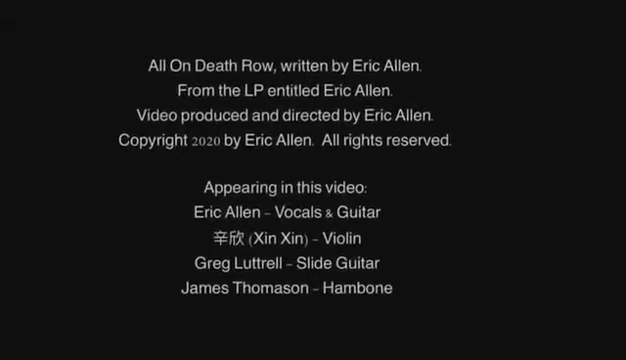 All On Death Row, written by Eric Allen.
From the LP entitled Eric Allen.
Video produced and directed by Eric Allen.
Copyright 2020 by Eric Allen.  All rights reserved.
Appearing in this video:
Eric Allen - Vocals & Guitar
辛欣 (Xin Xin) - Violin
Greg Luttrell - Slide Guitar
James Thomason - Hambone